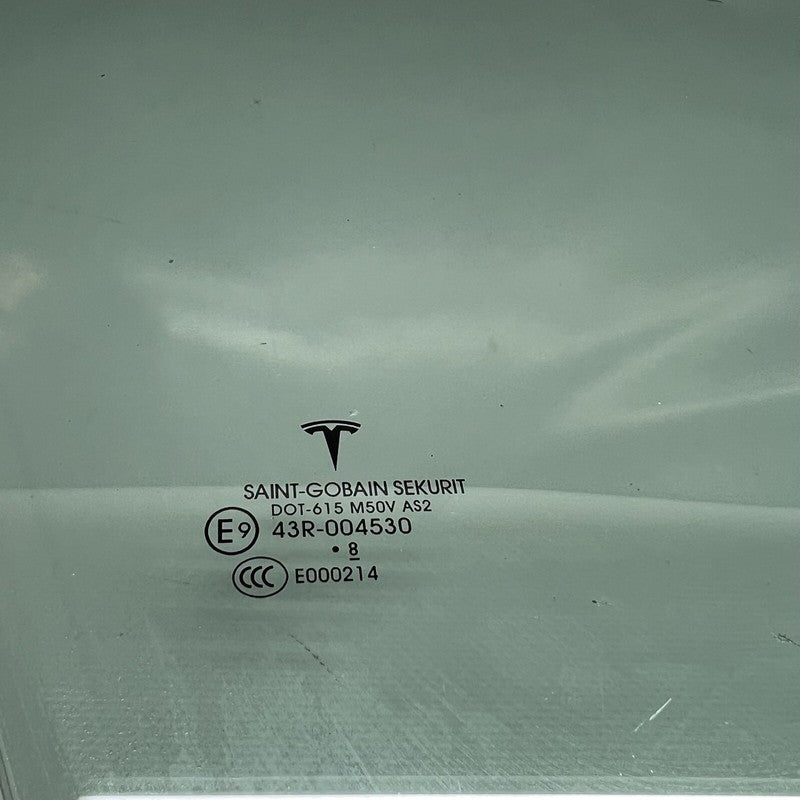 SAINT-GOBAIN SEKURIT
DOT-615 M50V AS2
E9 43R-004530
• 8
CCC E000214